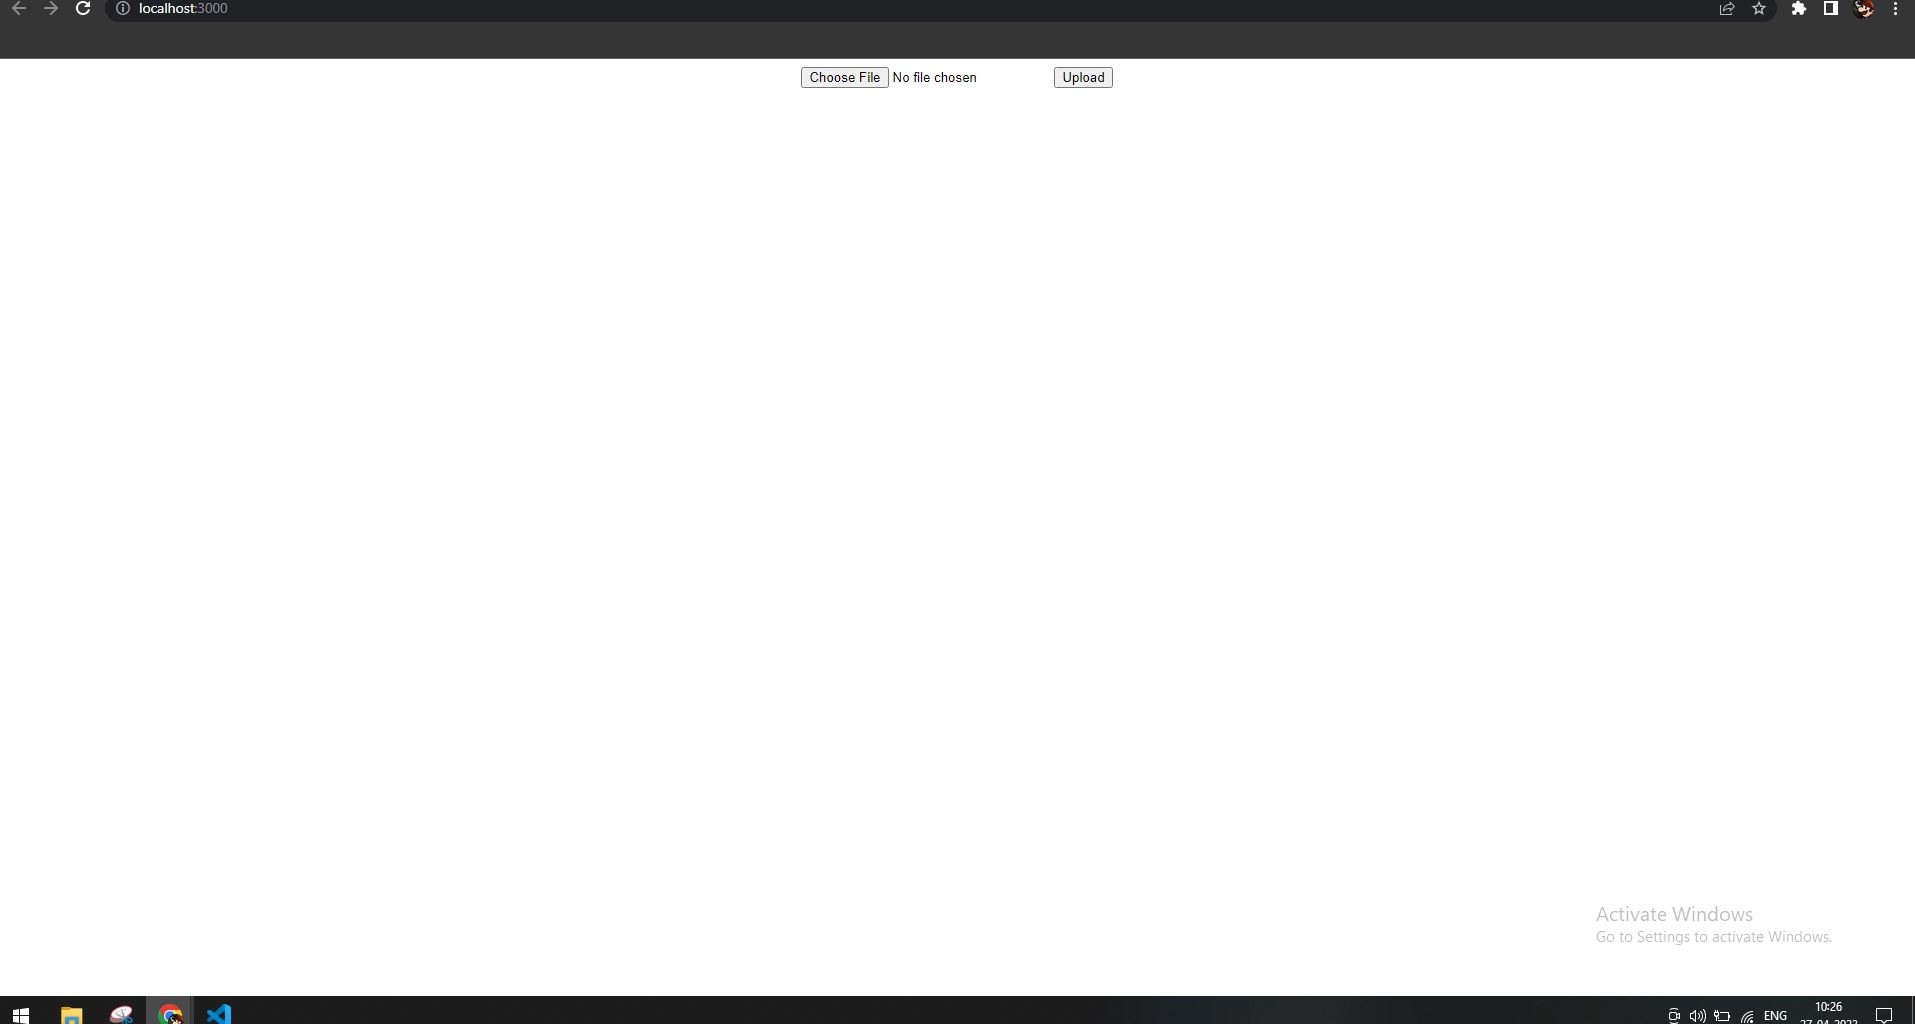 localhost:3000
Choose File No file chosen Upload
Activate Windows
Go to Settings to activate Windows.
ENG
10:26